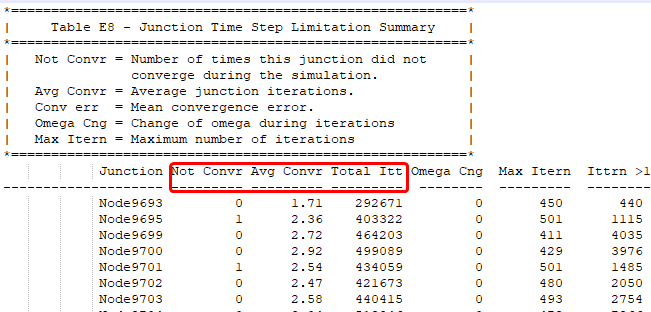 *===========================================================*
| Table E8 - Junction Time Step Limitation Summary |
*===========================================================*
| Not Convr = Number of times this junction did not |
| converge during the simulation. |
| Avg Convr = Average junction iterations. |
| Conv err = Mean convergence error. |
| Omega Cng = Change of omega during iterations |
| Max Itern = Maximum number of iterations |
*===========================================================*
Junction Not Convr Avg Convr Total Itt Omega Cng Max Itern Ittrn >1
Node9693 0 1.71 292671 0 450 440
Node9695 1 2.36 403322 0 501 1115
Node9699 0 2.72 464203 0 411 4035
Node9700 0 2.92 499089 0 429 3976
Node9701 1 2.54 434059 0 501 1485
Node9702 0 2.47 421673 0 480 2050
Node9703 0 2.58 440415 0 493 2754